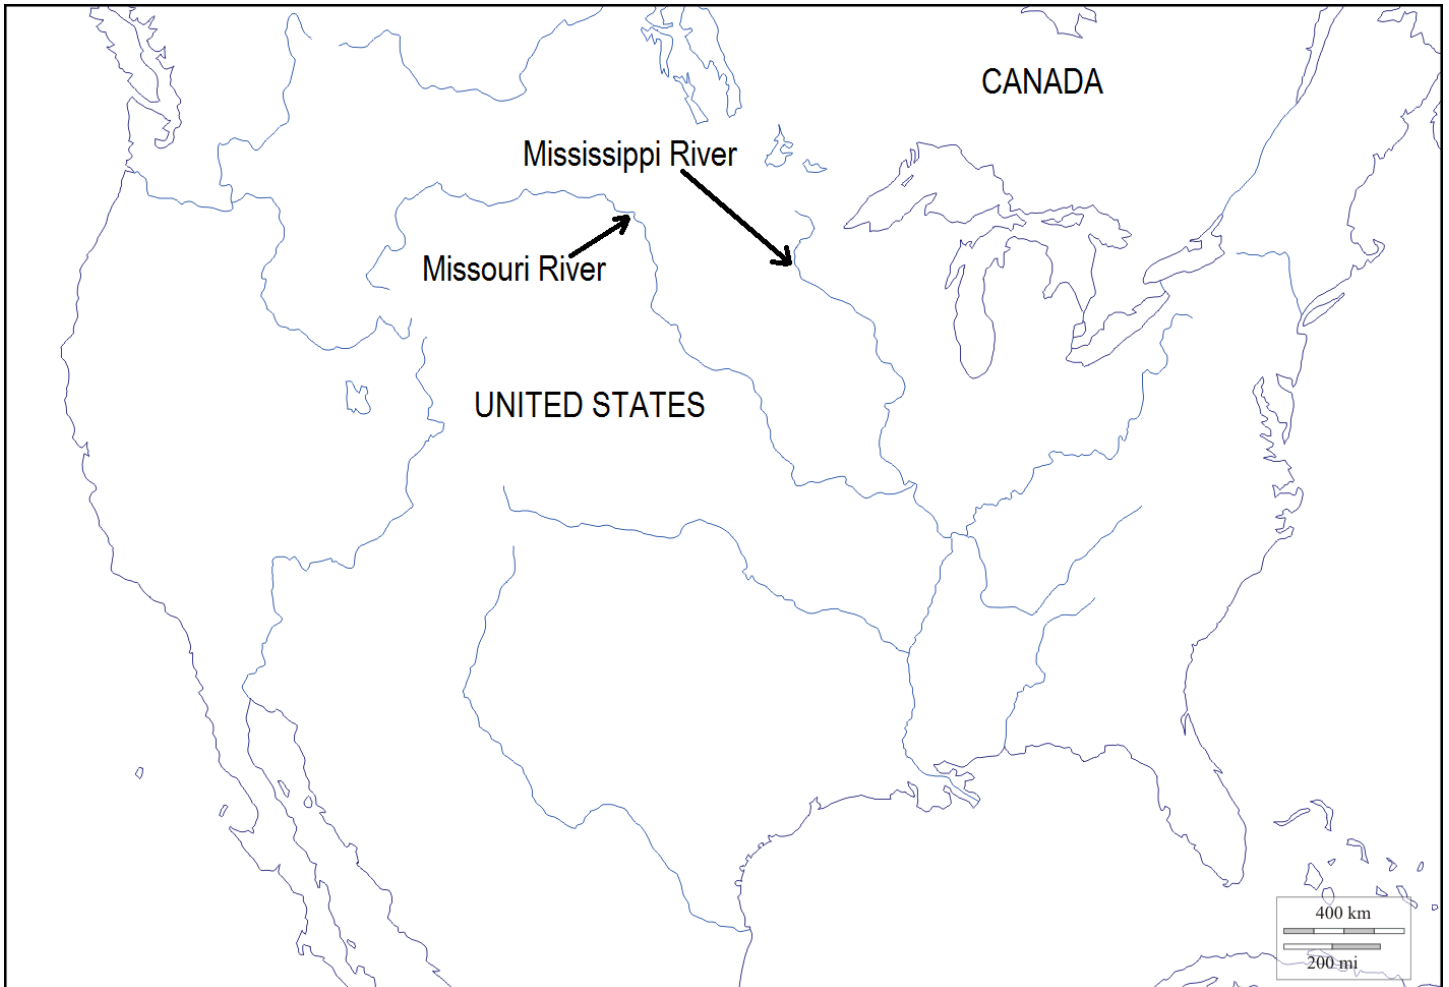 CANADA
Mississippi River
Missouri River
UNITED STATES
400 km
200 mi